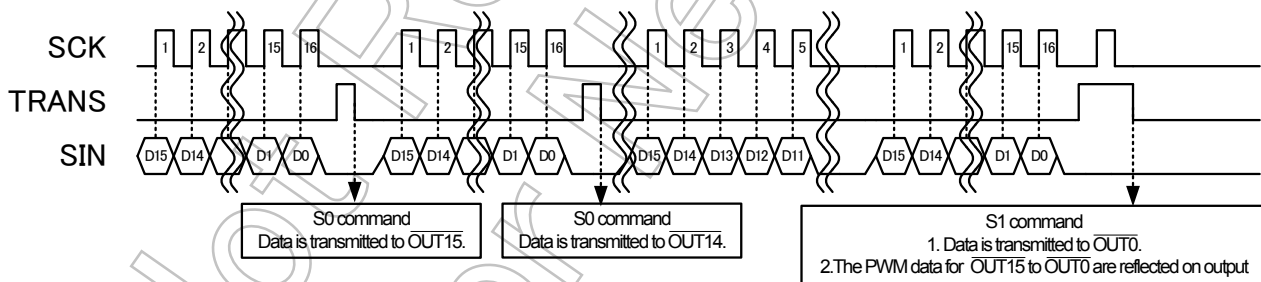 SCK 1 2 15 16 1 2 15 16 1 2 3 4 5 1 2 15 16
TRANS
SIN D15 D14 D1 D0 D15 D14 D1 D0 D15 D14 D13 D12 D11 D15 D14 D1 D0
S0 command
Data is transmitted to OUT15.
S0 command
Data is transmitted to OUT14.
S1 command
1. Data is transmitted to OUT0.
2.The PWM data for OUT15 to OUT0 are reflected on output